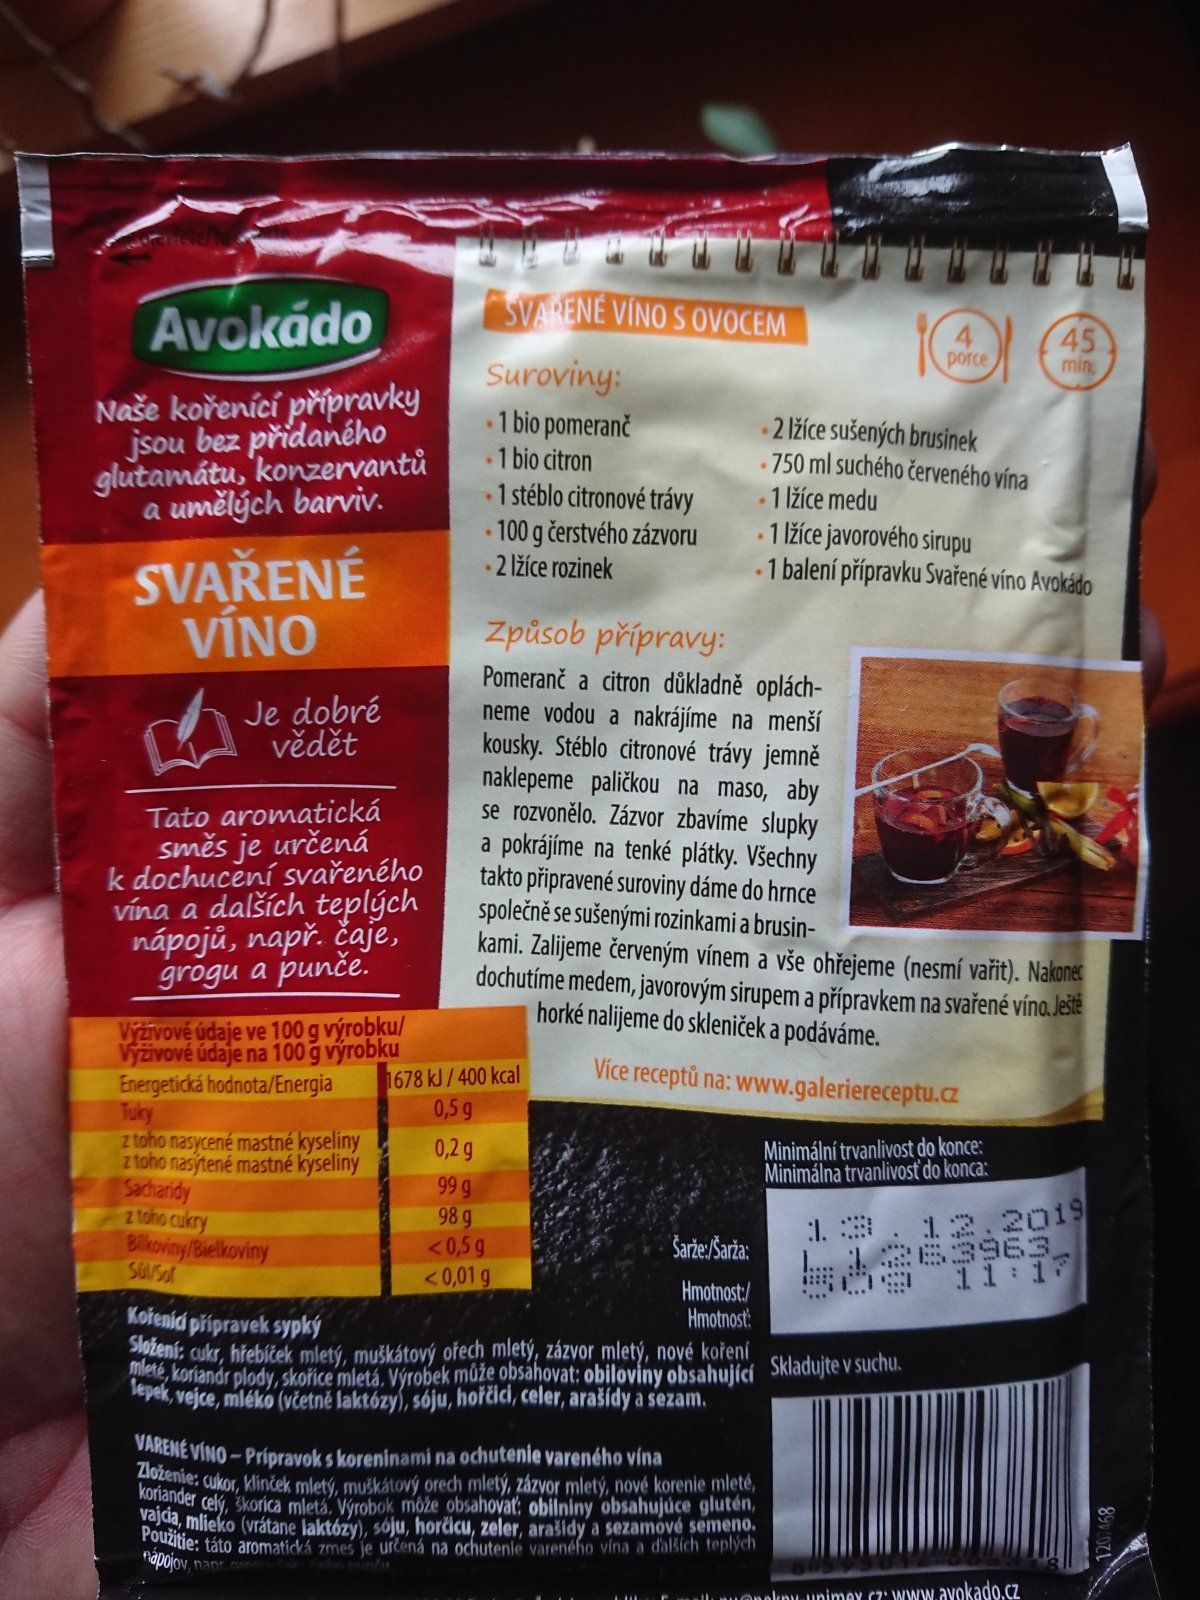 Avokádo
Naše kořenící přípravky
jsou bez přidaného
glutamátu, konzervantů
a umělých barviv.
SVAŘENÉ
VÍNO
Je dobré
vědět
Tato aromatická
směs je určená
k dochucení svařeného
vína a dalších teplých
nápojů, např. čaje,
grogu a punče.
SVAŘENÉ VÍNO S OVOCEM
4
porce
45
min.
Suroviny:
• 1 bio pomeranč
• 1 bio citron
• 1 stéblo citronové trávy
• 100 g čerstvého zázvoru
• 2 lžíce rozinek
• 2 lžíce sušených brusinek
• 750 ml suchého červeného vína
• 1 lžíce medu
• 1 lžíce javorového sirupu
• 1 balení přípravku Svařené víno Avokádo
Způsob přípravy:
Pomeranč a citron důkladně oplách-
neme vodou a nakrájíme na menší
kousky. Stéblo citronové trávy jemně
naklepeme paličkou na maso, aby
se rozvonělo. Zázvor zbavíme slupky
a pokrájíme na tenké plátky. Všechny
takto připravené suroviny dáme do hrnce
společně se sušenými rozinkami a brusin-
kami. Zalijeme červeným vínem a vše ohřejeme (nesmí vařit). Nakonec
dochutíme medem, javorovým sirupem a přípravkem na svařené víno. Ještě
horké nalijeme do skleniček a podáváme.
Více receptů na: www.galeriereceptu.cz
Výživové údaje ve 100 g výrobku/
Výživové údaje na 100 g výrobku
Energetická hodnota/Energia 1678 kJ / 400 kcal
Tuky 0,5 g
z toho nasycené mastné kyseliny
z toho nasýtené mastné kyseliny 0,2 g
Sacharidy 99 g
z toho cukry 98 g
Bílkoviny/Bielkoviny < 0,5 g
Sůl/Soľ < 0,01 g
Minimální trvanlivost do konce:
Minimálna trvanlivosť do konca:
13.12.2019
Šarže:/Šarža:
3963
11:17
Hmotnost:/
Hmotnosť:
Skladujte v suchu.
Kořenící přípravek sypký
Složení: cukr, hřebíček mletý, muškátový ořech mletý, zázvor mletý, nové koření
mleté, koriandr plody, skořice mletá. Výrobek může obsahovat: obiloviny obsahující
lepek, vejce, mléko (včetně laktózy), sóju, hořčici, celer, arašídy a sezam.
VARENÉ VÍNO – Prípravok s koreninami na ochutenie vareného vína
Zloženie: cukor, klinček mletý, muškátový orech mletý, zázvor mletý, nové korenie mleté,
koriander celý, škorica mletá. Výrobok môže obsahovať: obilniny obsahujúce glutén,
vajcia, mlieko (vrátane laktózy), sóju, horčicu, zeler, arašidy a sezamové semeno.
Použitie: táto aromatická zmes je určená na ochutenie vareného vína a ďalších teplých
nápojov, napr.
1207468
www.avokado.cz